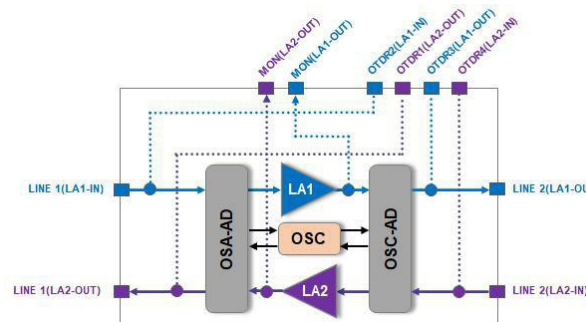 MON(LA2-OUT)
MON(LA1-OUT)
OTDR2(LA1-IN)
OTDR1(LA2-OUT)
OTDR3(LA1-OUT)
OTDR4(LA2-IN)
LINE 1(LA1-IN)
OSA-AD
LA1
OSC
OSC-AD
LINE 2(LA1-OU
LINE 1(LA2-OUT)
LA2
LINE 2(LA2-IN)